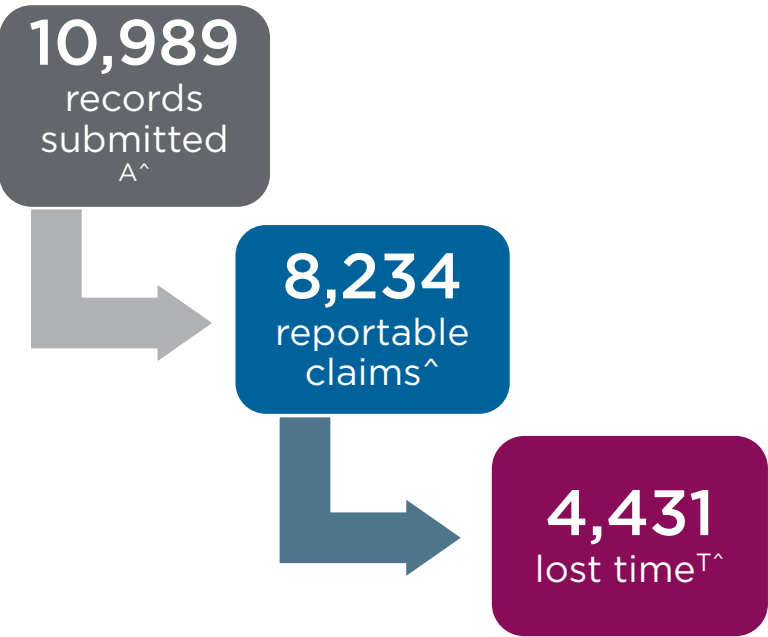 10,989
records
submitted
A^
8,234
reportable
claims^
4,431
lost timeT^